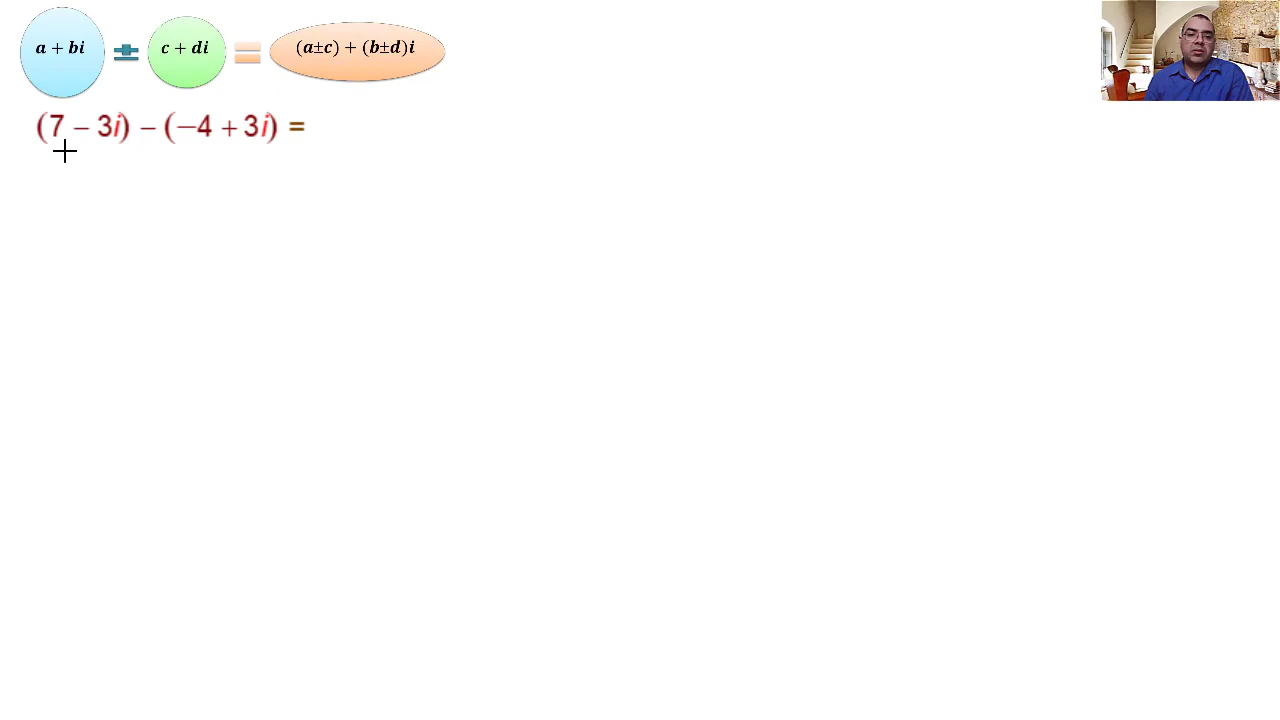 a + bi ± c + di = (a±c) + (b±d)i
(7 − 3i) − (−4 + 3i) =